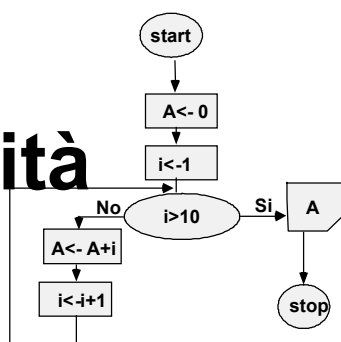 start
A<- 0
i<-1
ità
No
i>10
Si
A
A<- A+i
i<-i+1
stop